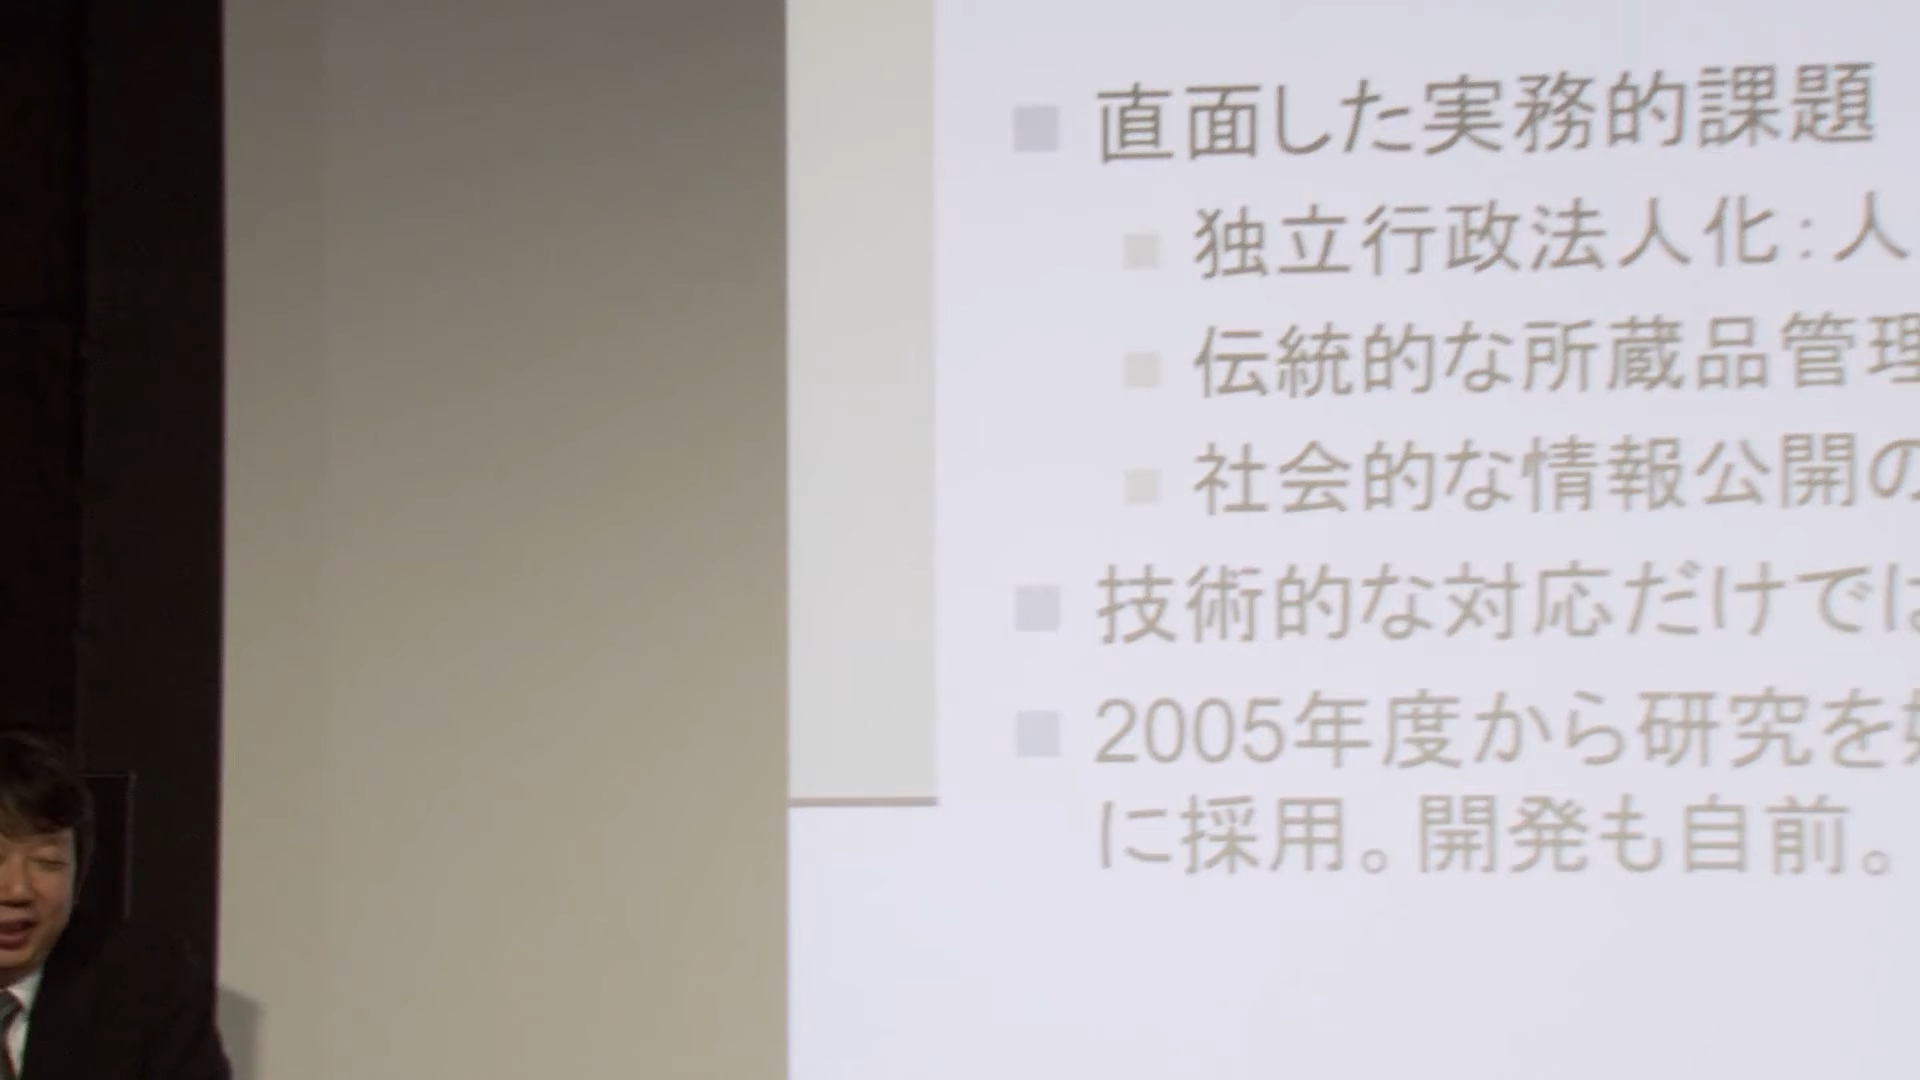 直面した実務的課題
独立行政法人化：人
伝統的な所蔵品管理
社会的な情報公開の
技術的な対応だけでは
2005年度から研究を
に採用。開発も自前。